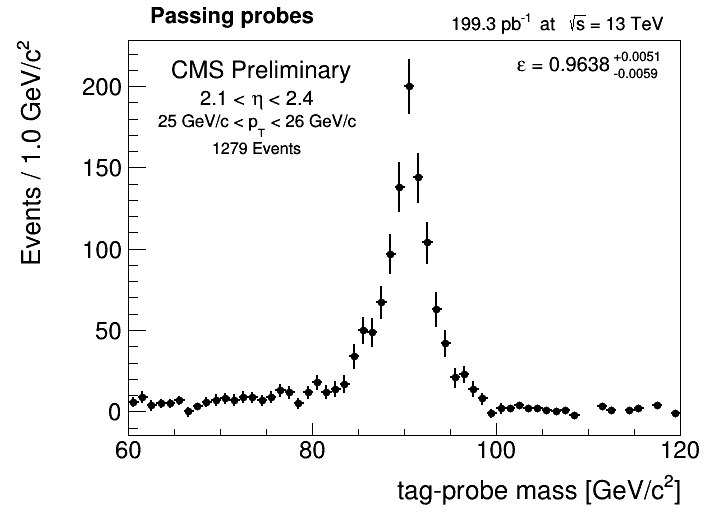 Passing probes
199.3 pb⁻¹ at √s = 13 TeV
CMS Preliminary
2.1 < η < 2.4
25 GeV/c < p_T < 26 GeV/c
1279 Events
ε = 0.9638 +0.0051 -0.0059
Events / 1.0 GeV/c²
200
150
100
50
0
60 80 100 120
tag-probe mass [GeV/c²]